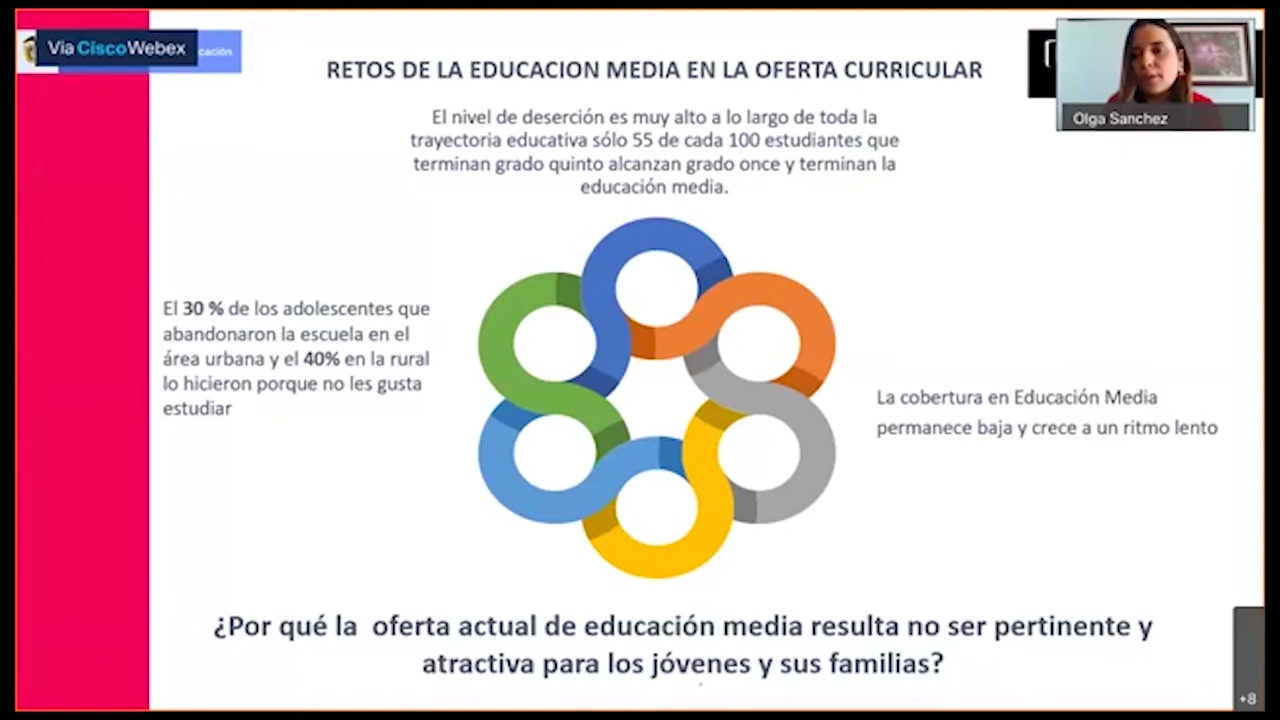 Vía CiscoWebex
cación
RETOS DE LA EDUCACION MEDIA EN LA OFERTA CURRICULAR
Olga Sanchez
El nivel de deserción es muy alto a lo largo de toda la
trayectoria educativa sólo 55 de cada 100 estudiantes que
terminan grado quinto alcanzan grado once y terminan la
educación media.
El 30 % de los adolescentes que
abandonaron la escuela en el
área urbana y el 40% en la rural
lo hicieron porque no les gusta
estudiar
La cobertura en Educación Media
permanece baja y crece a un ritmo lento
¿Por qué la oferta actual de educación media resulta no ser pertinente y
atractiva para los jóvenes y sus familias?
+8